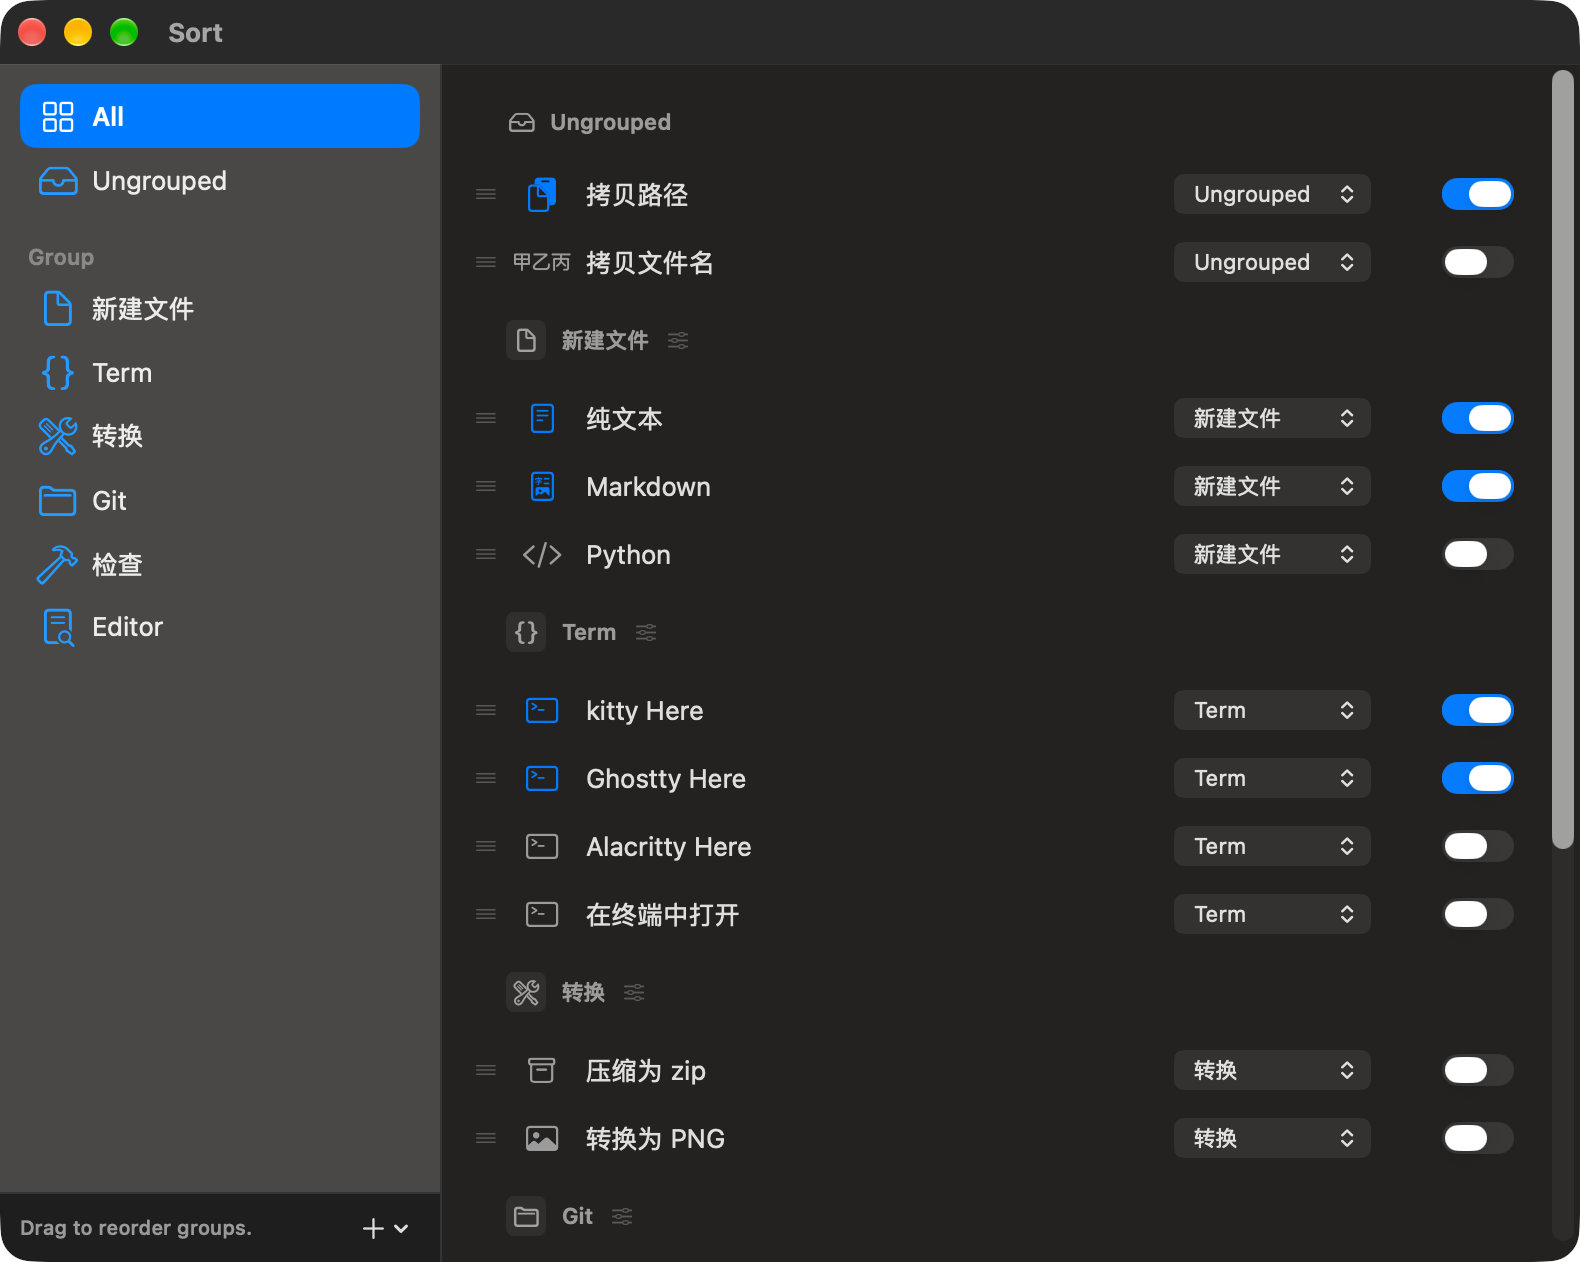 Sort
All
Ungrouped
Group
新建文件
Term
转换
Git
检查
Editor
Drag to reorder groups.
Ungrouped
拷贝路径 Ungrouped
甲乙丙 拷贝文件名 Ungrouped
新建文件
纯文本 新建文件
Markdown 新建文件
Python 新建文件
Term
kitty Here Term
Ghostty Here Term
Alacritty Here Term
在终端中打开 Term
转换
压缩为 zip 转换
转换为 PNG 转换
Git